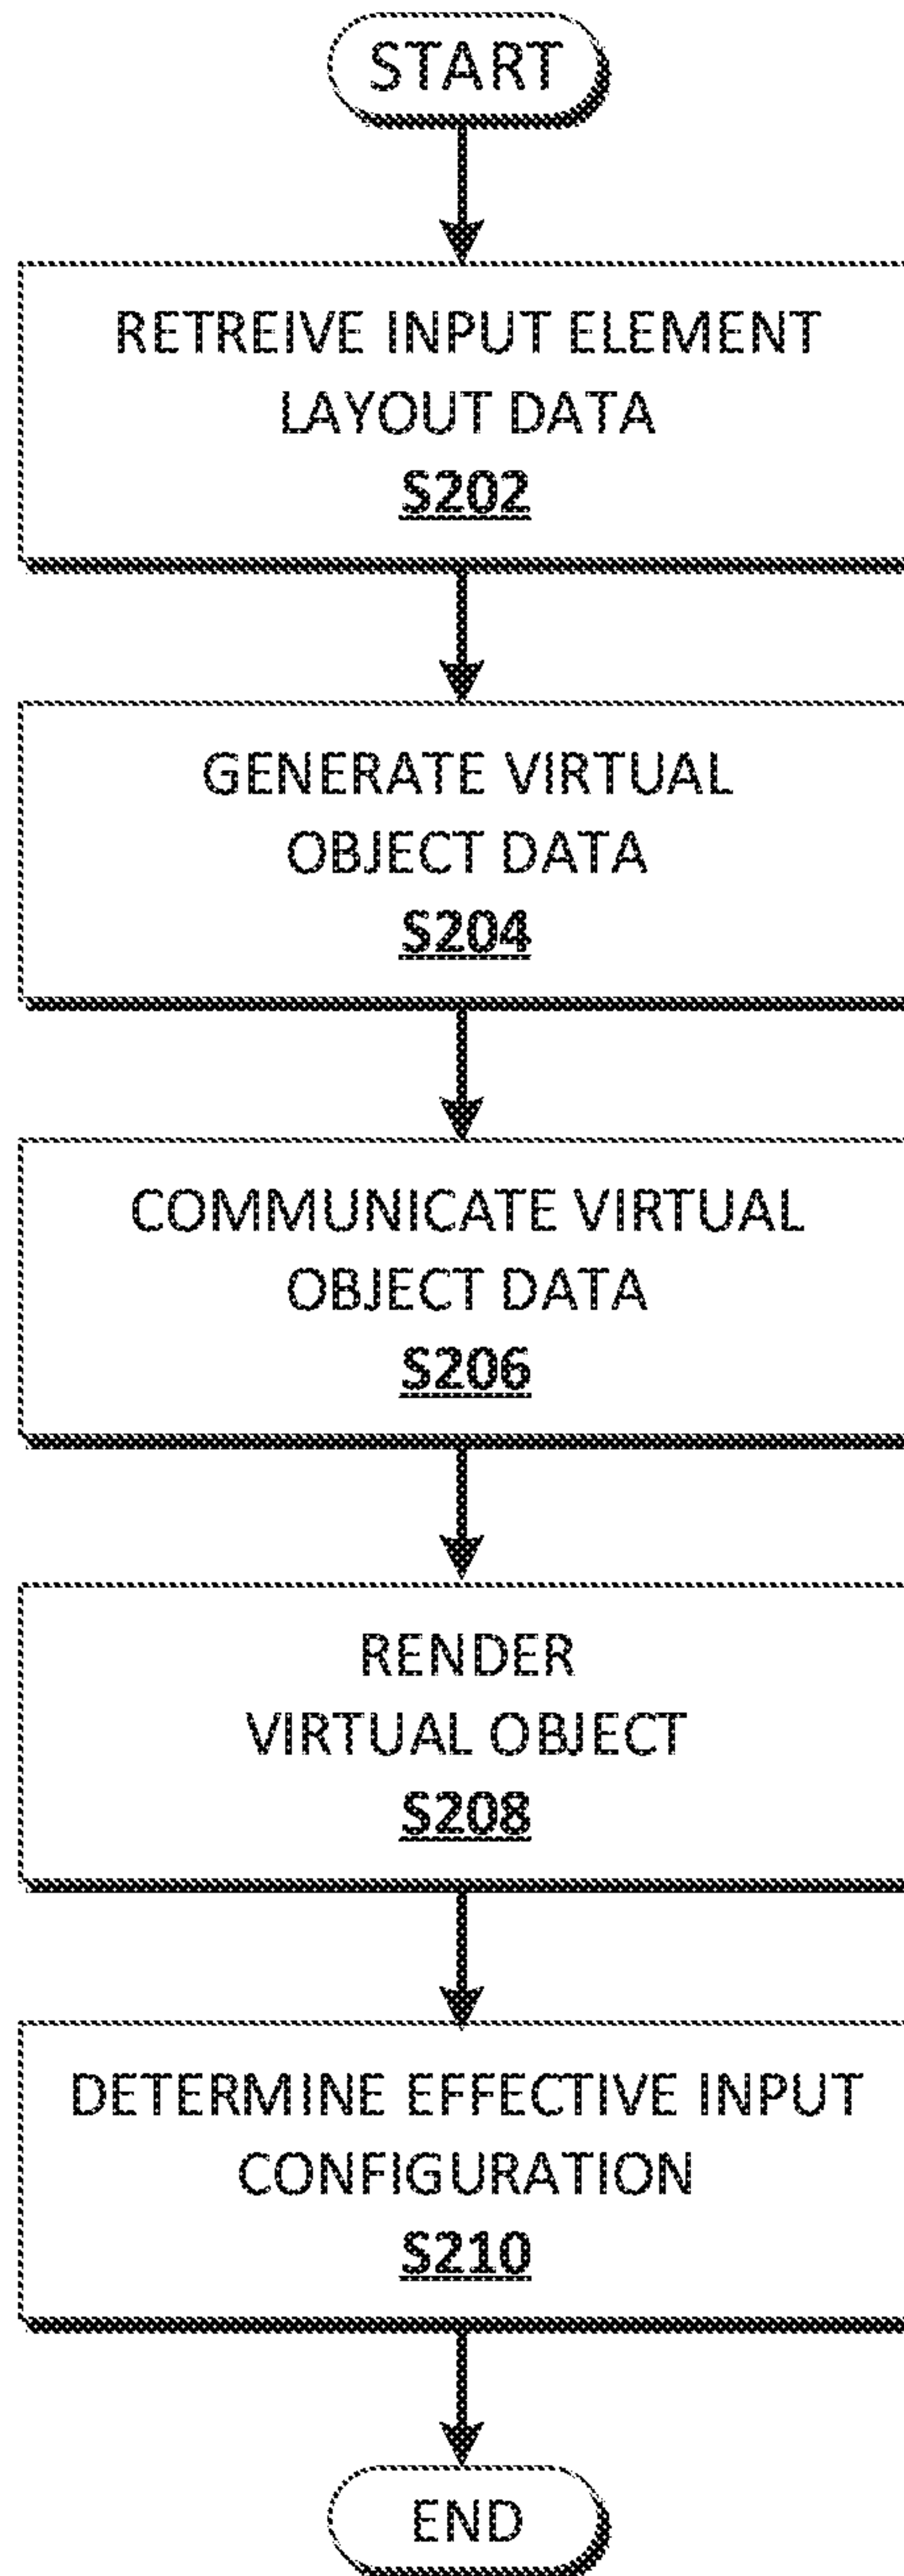 START
RETREIVE INPUT ELEMENT
LAYOUT DATA
S202
GENERATE VIRTUAL
OBJECT DATA
S204
COMMUNICATE VIRTUAL
OBJECT DATA
S206
RENDER
VIRTUAL OBJECT
S208
DETERMINE EFFECTIVE INPUT
CONFIGURATION
S210
END